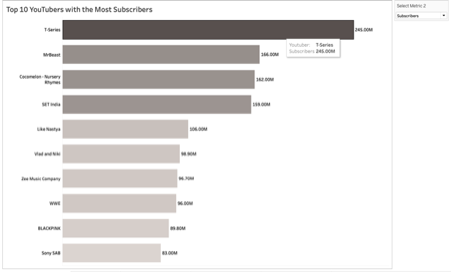 Top 10 YouTubers with the Most Subscribers
Select Metric 2
Subscribers
T-Series
245.00M
Youtuber: T-Series
Subscribers: 245.00M
MrBeast
166.00M
Cocomelon - Nursery
Rhymes
162.00M
SET India
159.00M
Like Nastya
106.00M
Vlad and Niki
98.90M
Zee Music Company
96.70M
WWE
96.00M
BLACKPINK
89.80M
Sony SAB
83.00M